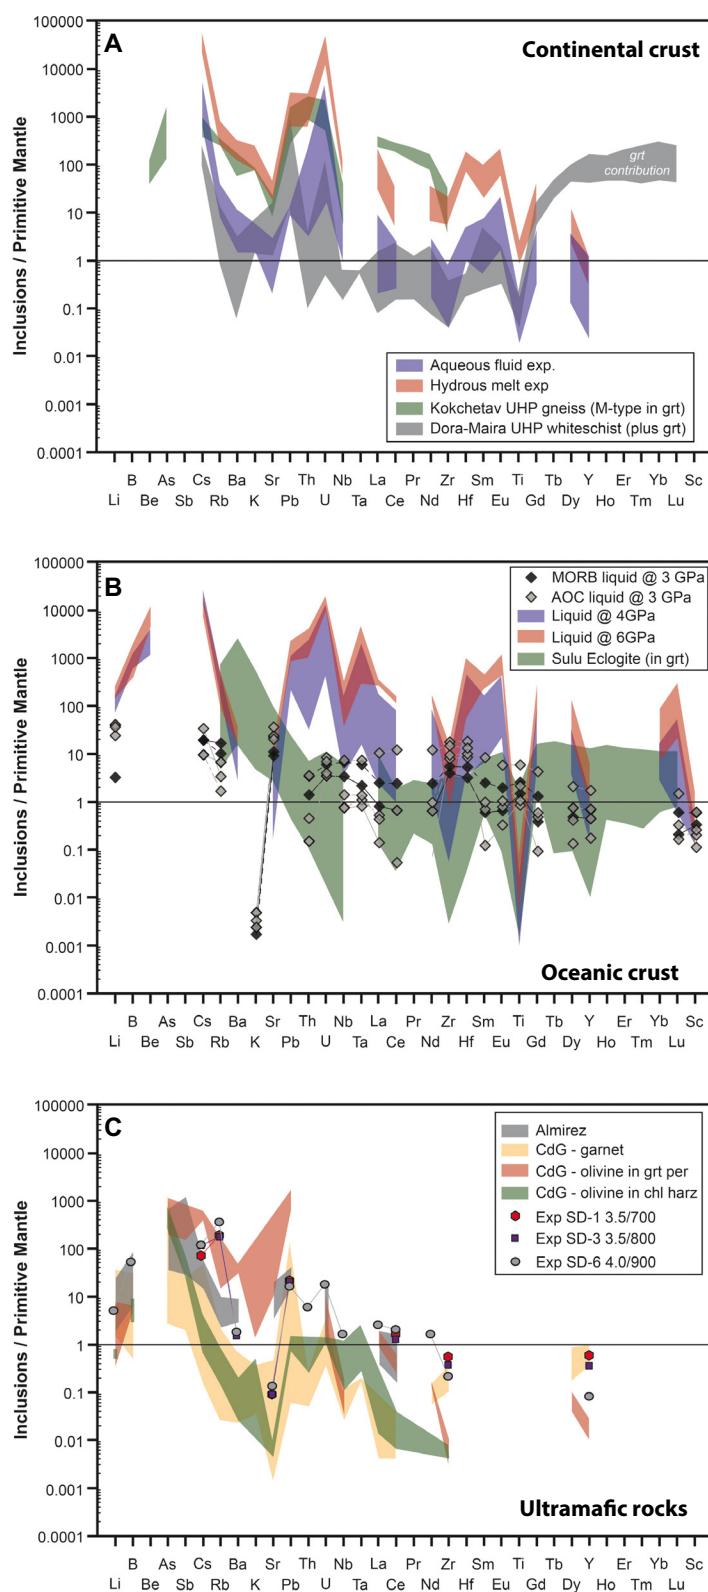 A
Continental crust
100000
10000
1000
100
10
1
0.1
0.01
0.001
0.0001
Inclusions / Primitive Mantle
grt
contribution
Aqueous fluid exp.
Hydrous melt exp
Kokchetav UHP gneiss (M-type in grt)
Dora-Maira UHP whiteschist (plus grt)
B As Cs Ba Sr Th Nb La Pr Zr Sm Ti Tb Y Er Yb Sc
Li Be Sb Rb K Pb U Ta Ce Nd Hf Eu Gd Dy Ho Tm Lu
B
100000
10000
1000
100
10
1
0.1
0.01
0.001
0.0001
Inclusions / Primitive Mantle
MORB liquid @ 3 GPa
AOC liquid @ 3 GPa
Liquid @ 4GPa
Liquid @ 6GPa
Sulu Eclogite (in grt)
Oceanic crust
B As Cs Ba Sr Th Nb La Pr Zr Sm Ti Tb Y Er Yb Sc
Li Be Sb Rb K Pb U Ta Ce Nd Hf Eu Gd Dy Ho Tm Lu
C
100000
10000
1000
100
10
1
0.1
0.01
0.001
0.0001
Inclusions / Primitive Mantle
Almirez
CdG - garnet
CdG - olivine in grt per
CdG - olivine in chl harz
Exp SD-1 3.5/700
Exp SD-3 3.5/800
Exp SD-6 4.0/900
Ultramafic rocks
B As Cs Ba Sr Th Nb La Pr Zr Sm Ti Tb Y Er Yb Sc
Li Be Sb Rb K Pb U Ta Ce Nd Hf Eu Gd Dy Ho Tm Lu